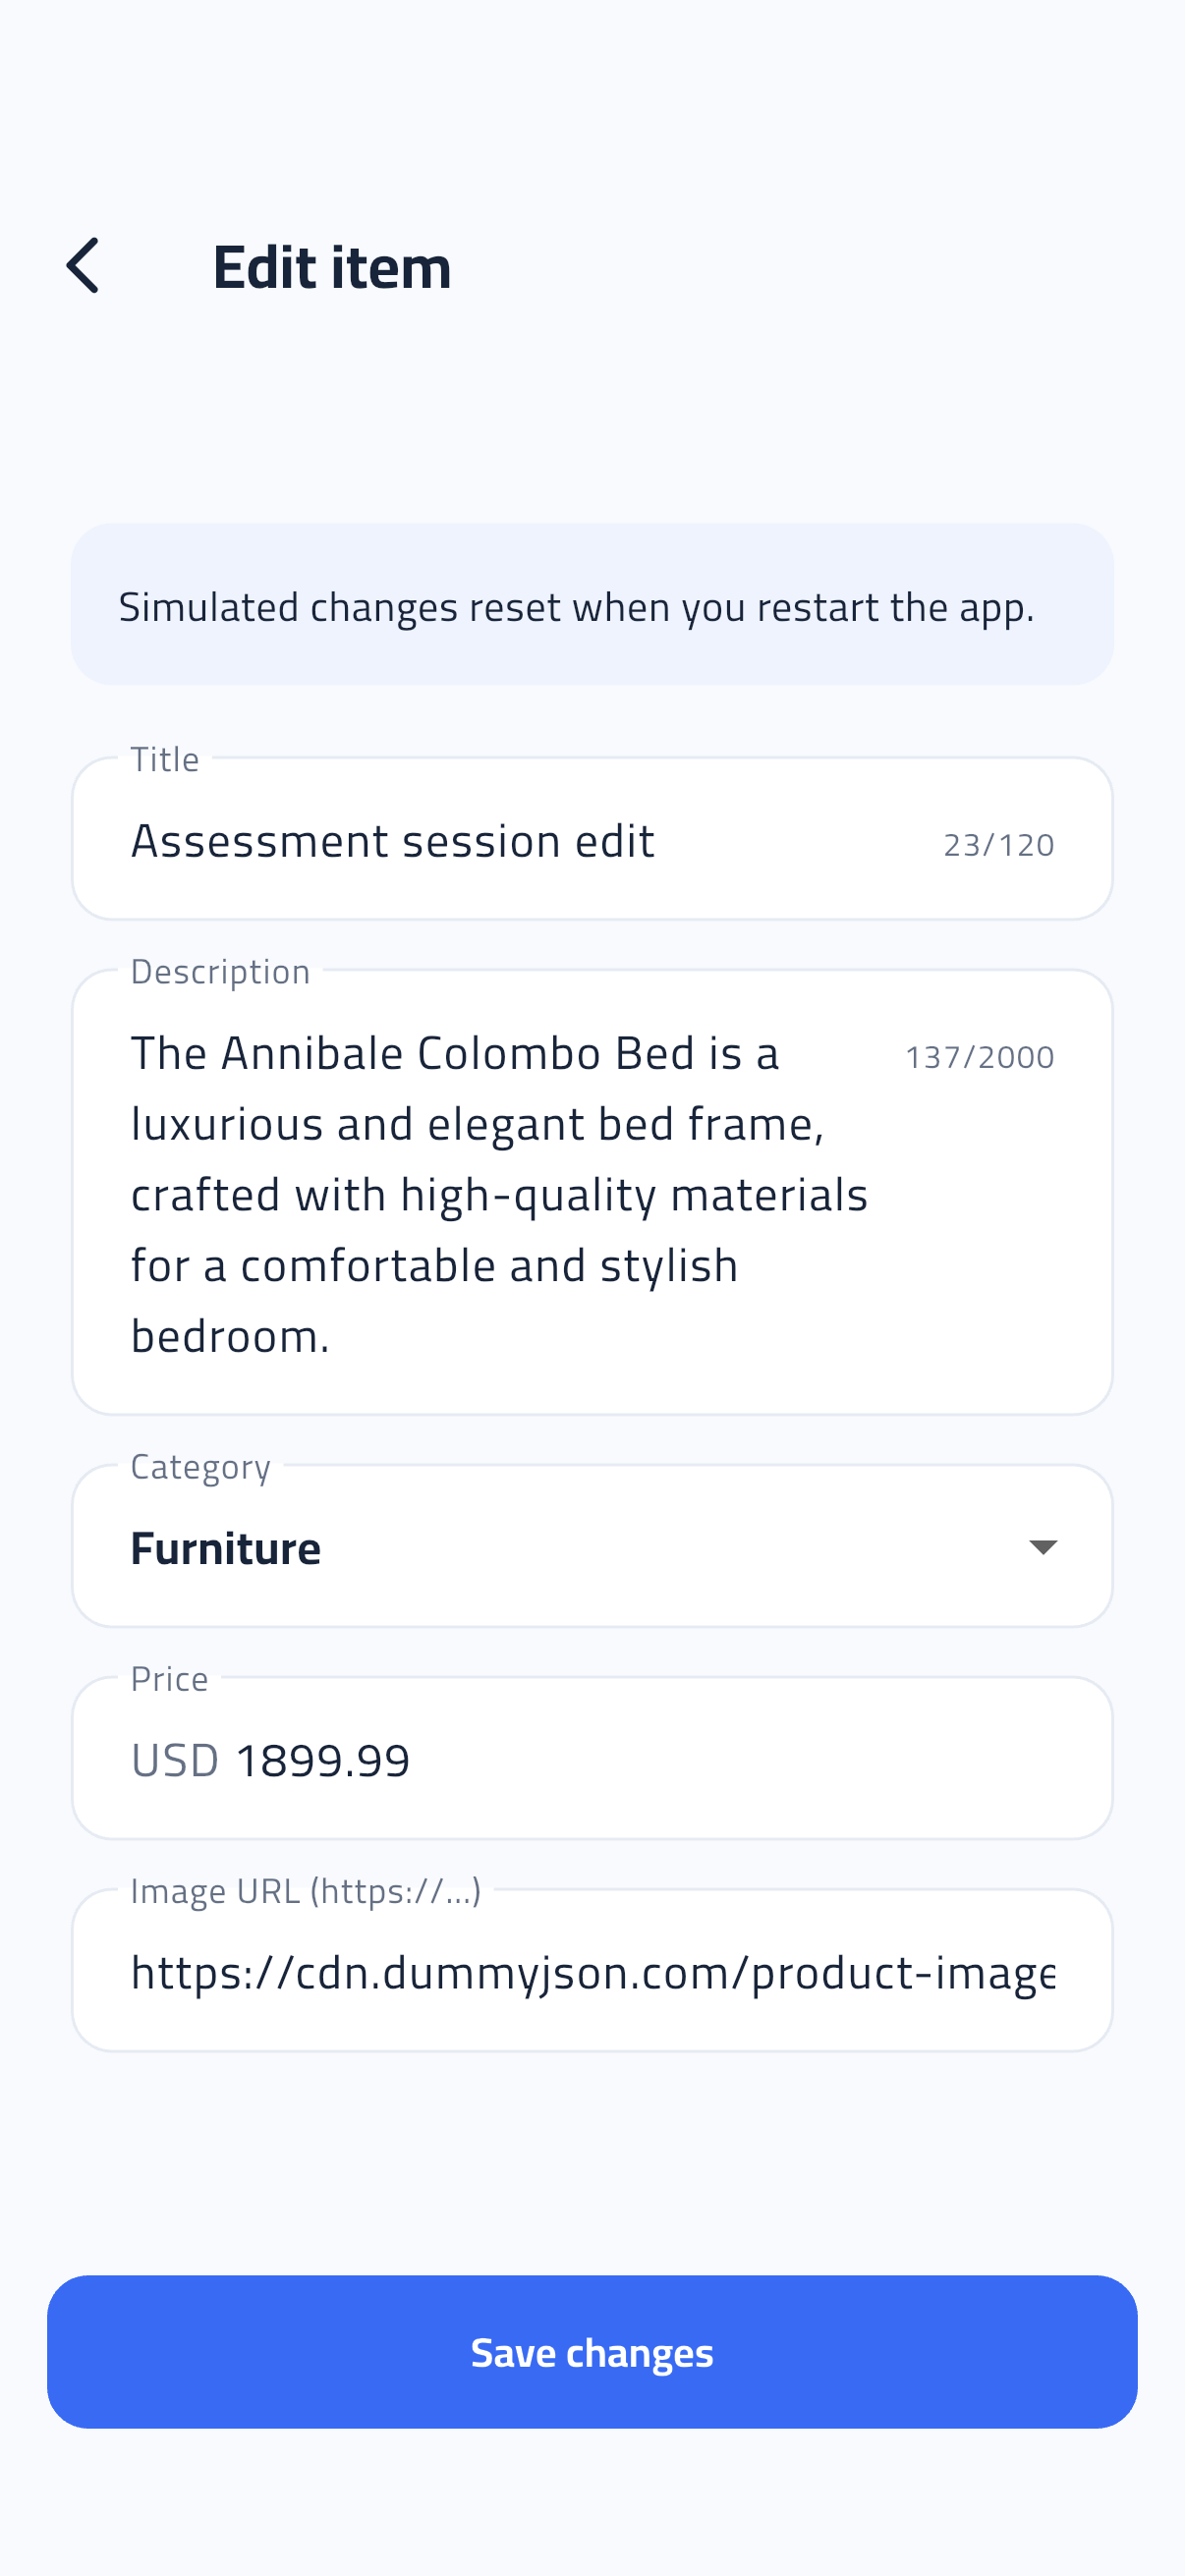 Edit item
Simulated changes reset when you restart the app.
Title
Assessment session edit
23/120
Description
The Annibale Colombo Bed is a
137/2000
luxurious and elegant bed frame,
crafted with high-quality materials
for a comfortable and stylish
bedroom.
Category
Furniture
Price
USD 1899.99
Image URL (https://...)
https://cdn.dummyjson.com/product-image
Save changes